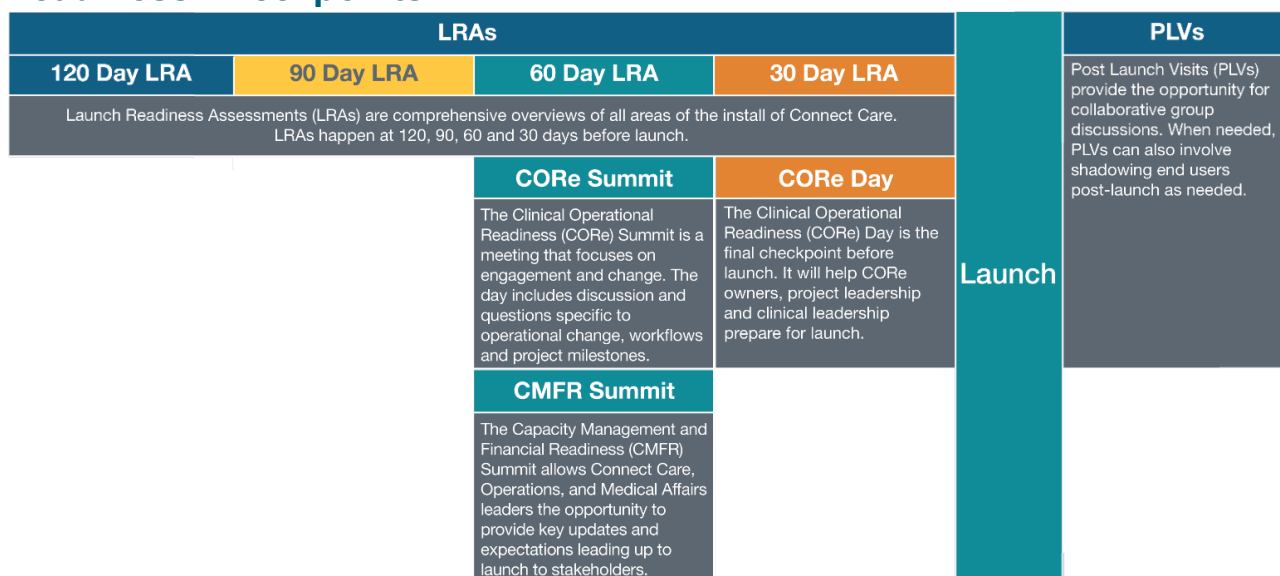 LRAs
PLVs
120 Day LRA
90 Day LRA
60 Day LRA
30 Day LRA
Launch Readiness Assessments (LRAs) are comprehensive overviews of all areas of the install of Connect Care.
LRAs happen at 120, 90, 60 and 30 days before launch.
CORe Summit
The Clinical Operational
Readiness (CORe) Summit is a
meeting that focuses on
engagement and change. The
day includes discussion and
questions specific to
operational change, workflows
and project milestones.
CMFR Summit
The Capacity Management and
Financial Readiness (CMFR)
Summit allows Connect Care,
Operations, and Medical Affairs
leaders the opportunity to
provide key updates and
expectations leading up to
launch to stakeholders.
CORe Day
The Clinical Operational
Readiness (CORe) Day is the
final checkpoint before
launch. It will help CORe
owners, project leadership
and clinical leadership
prepare for launch.
Launch
Post Launch Visits (PLVs)
provide the opportunity for
collaborative group
discussions. When needed,
PLVs can also involve
shadowing end users
post-launch as needed.